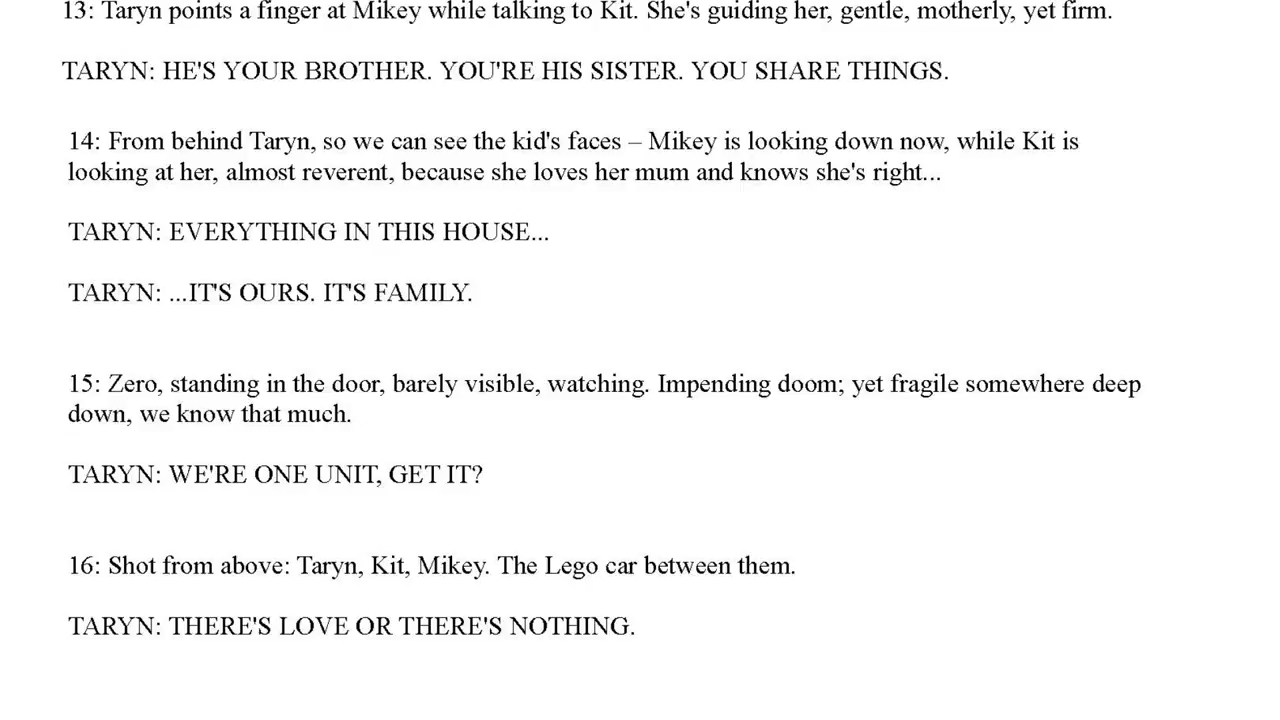 13: Taryn points a finger at Mikey while talking to Kit. She's guiding her, gentle, motherly, yet firm.
TARYN: HE'S YOUR BROTHER. YOU'RE HIS SISTER. YOU SHARE THINGS.
14: From behind Taryn, so we can see the kid's faces – Mikey is looking down now, while Kit is
looking at her, almost reverent, because she loves her mum and knows she's right...
TARYN: EVERYTHING IN THIS HOUSE...
TARYN: ...IT'S OURS. IT'S FAMILY.
15: Zero, standing in the door, barely visible, watching. Impending doom; yet fragile somewhere deep
down, we know that much.
TARYN: WE'RE ONE UNIT, GET IT?
16: Shot from above: Taryn, Kit, Mikey. The Lego car between them.
TARYN: THERE'S LOVE OR THERE'S NOTHING.